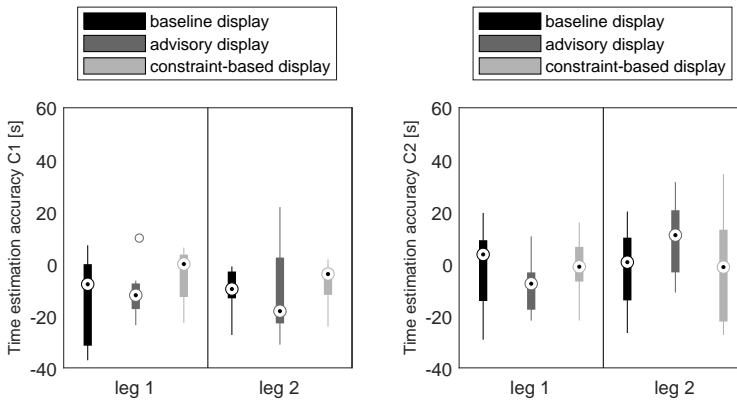 baseline display
advisory display
constraint-based display
Time estimation accuracy C1 [s]
60
40
20
0
-20
-40
leg 1
leg 2
baseline display
advisory display
constraint-based display
Time estimation accuracy C2 [s]
60
40
20
0
-20
-40
leg 1
leg 2